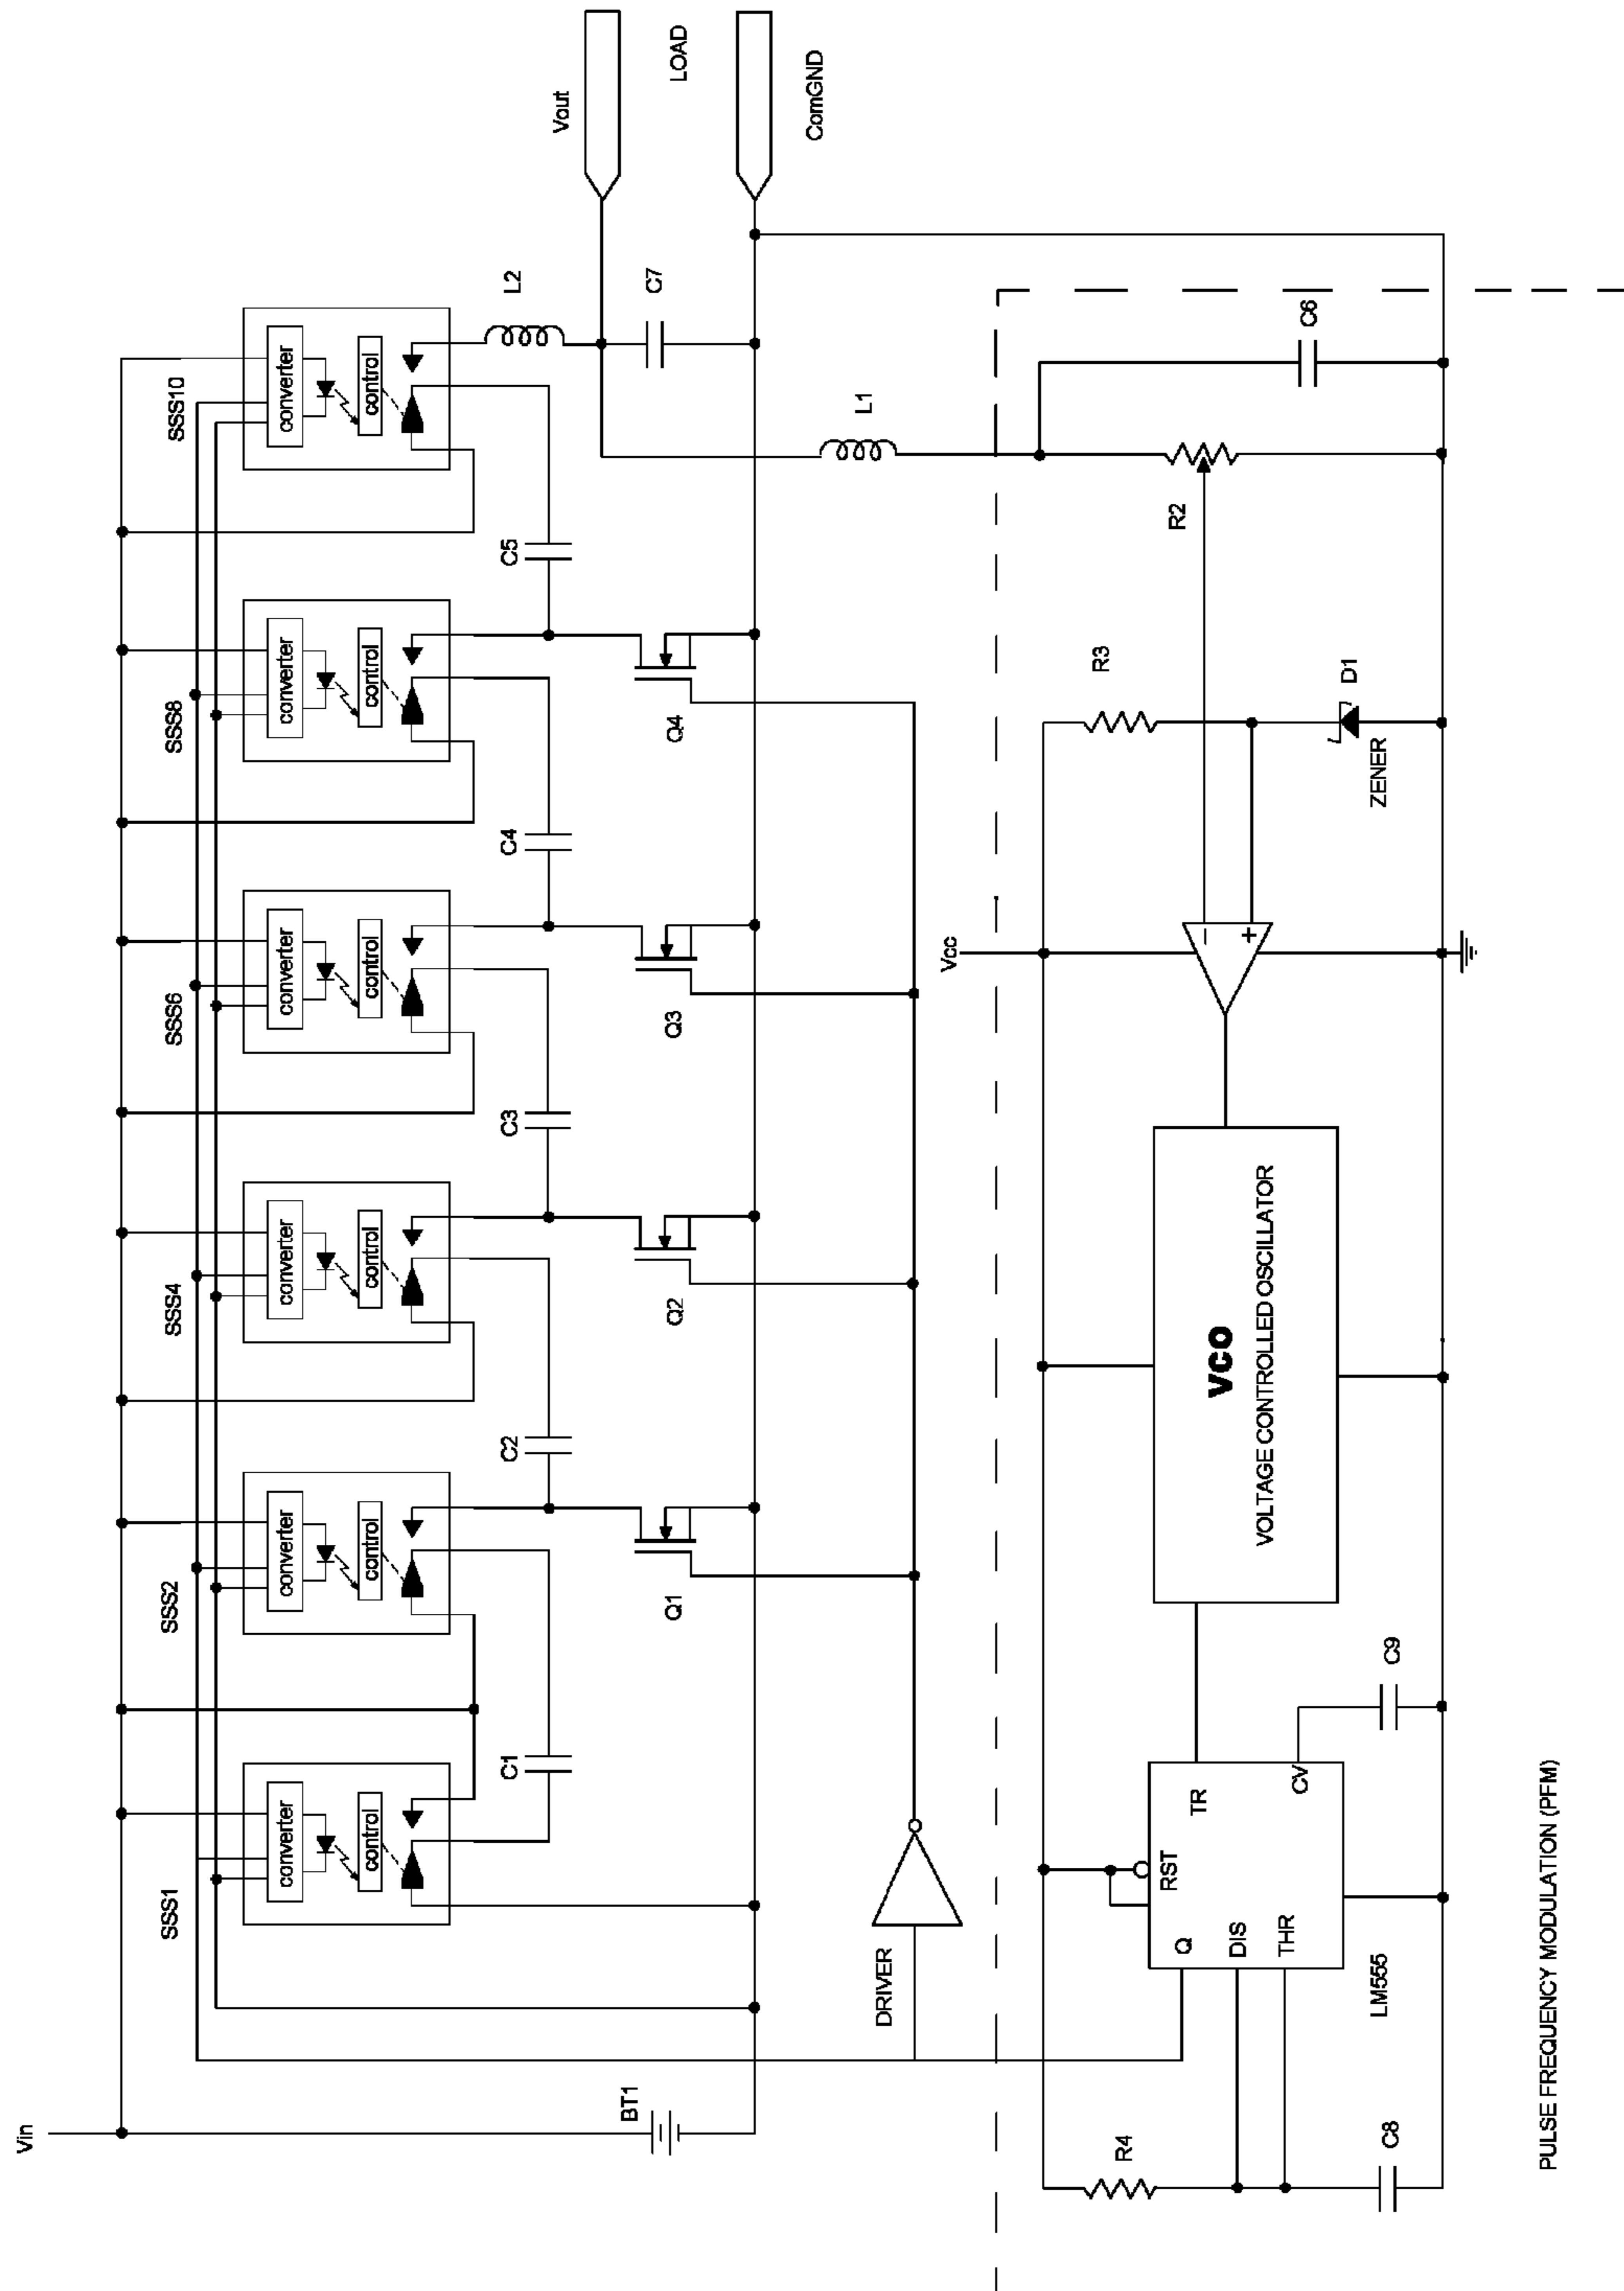 Vin
SSS1
SSS2
SSS4
SSS6
SSS8
SSS10
converter
converter
converter
converter
converter
converter
control
control
control
control
control
control
C1
C2
C3
C4
C5
L2
Vout
BT1
Q1
Q2
Q3
Q4
C7
LOAD
ComGND
DRIVER
L1
Vcc
R4
R3
R2
C6
Q
RST
TR
DIS
THR
CV
LM555
VCO
VOLTAGE CONTROLLED OSCILLATOR
−
+
D1
ZENER
C8
C9
PULSE FREQUENCY MODULATION (PFM)